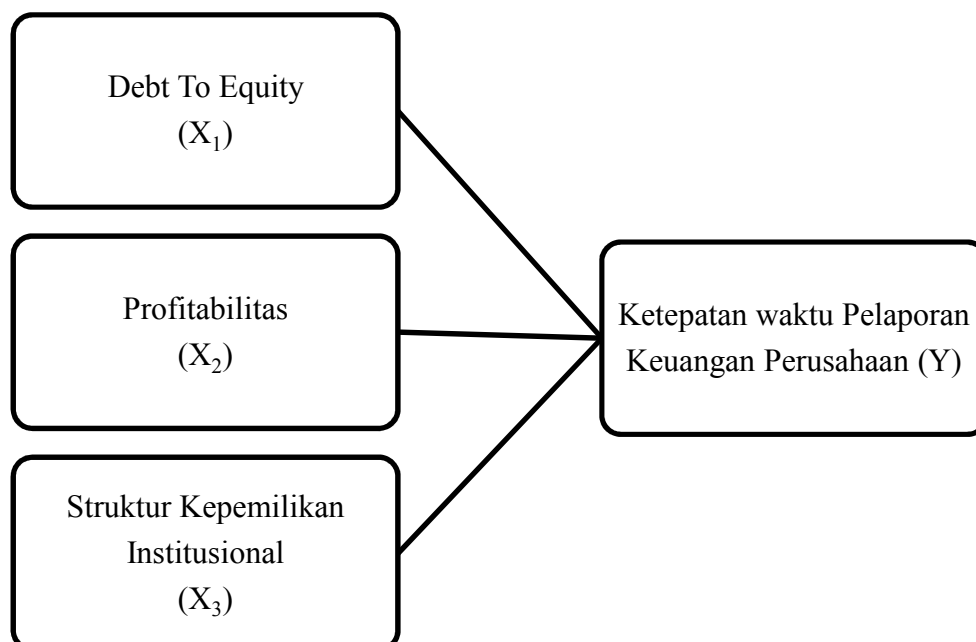 Debt To Equity
(X₁)
Profitabilitas
(X₂)
Struktur Kepemilikan
Institusional
(X₃)
Ketepatan waktu Pelaporan
Keuangan Perusahaan (Y)